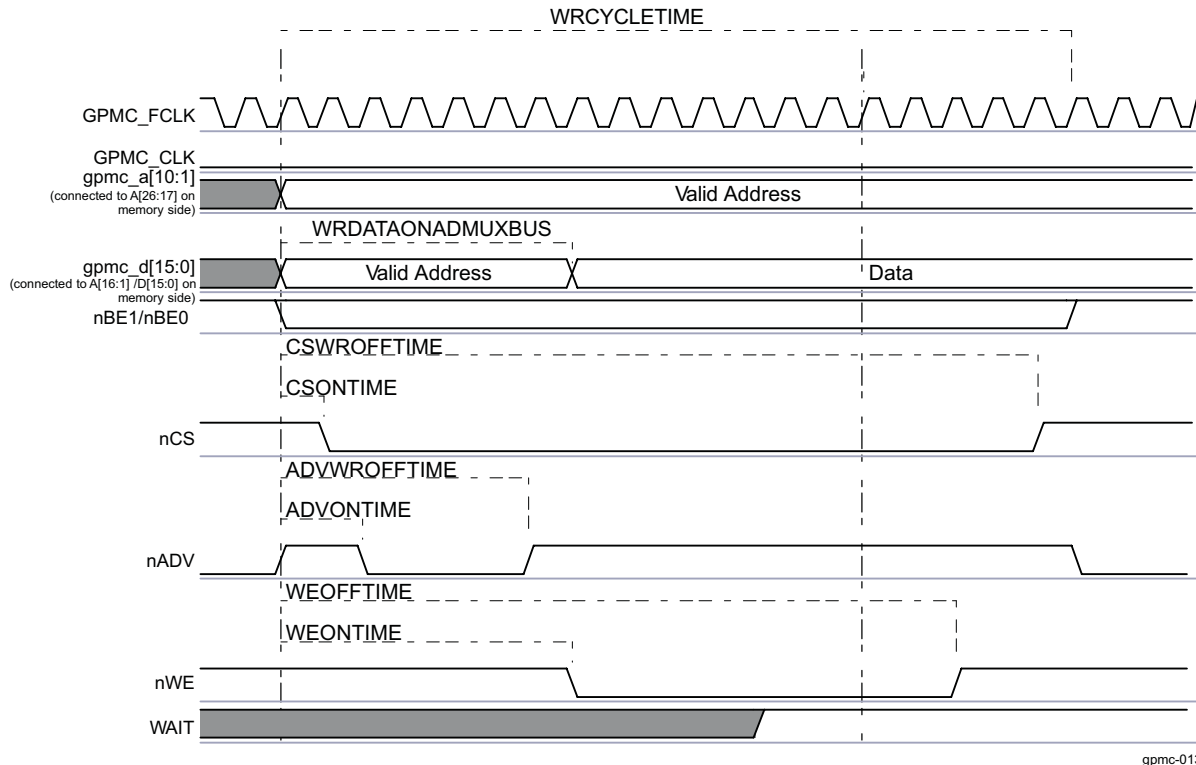 WRCYCLETIME
GPMC_FCLK
GPMC_CLK
gpmc_a[10:1]
(connected to A[26:17] on
memory side)
Valid Address
WRDATAONADMUXBUS
gpmc_d[15:0]
(connected to A[16:1] /D[15:0] on
memory side)
Valid Address
Data
nBE1/nBE0
CSWROFFTIME
CSONTIME
nCS
ADVWROFFTIME
ADVONTIME
nADV
WEOFFTIME
WEONTIME
nWE
WAIT
gpmc-013